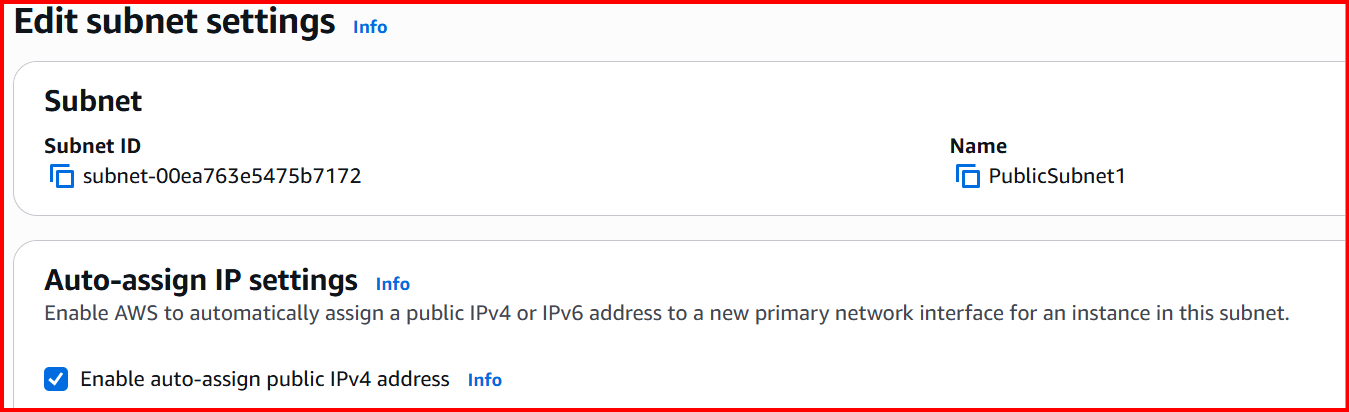 Edit subnet settings Info
Subnet
Subnet ID Name
subnet-00ea763e5475b7172 PublicSubnet1
Auto-assign IP settings Info
Enable AWS to automatically assign a public IPv4 or IPv6 address to a new primary network interface for an instance in this subnet.
Enable auto-assign public IPv4 address Info